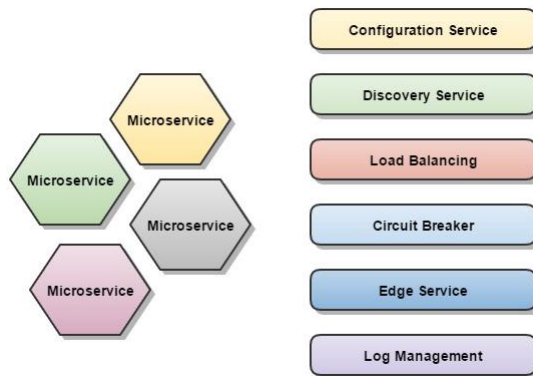 Microservice
Microservice
Microservice
Microservice
Configuration Service
Discovery Service
Load Balancing
Circuit Breaker
Edge Service
Log Management